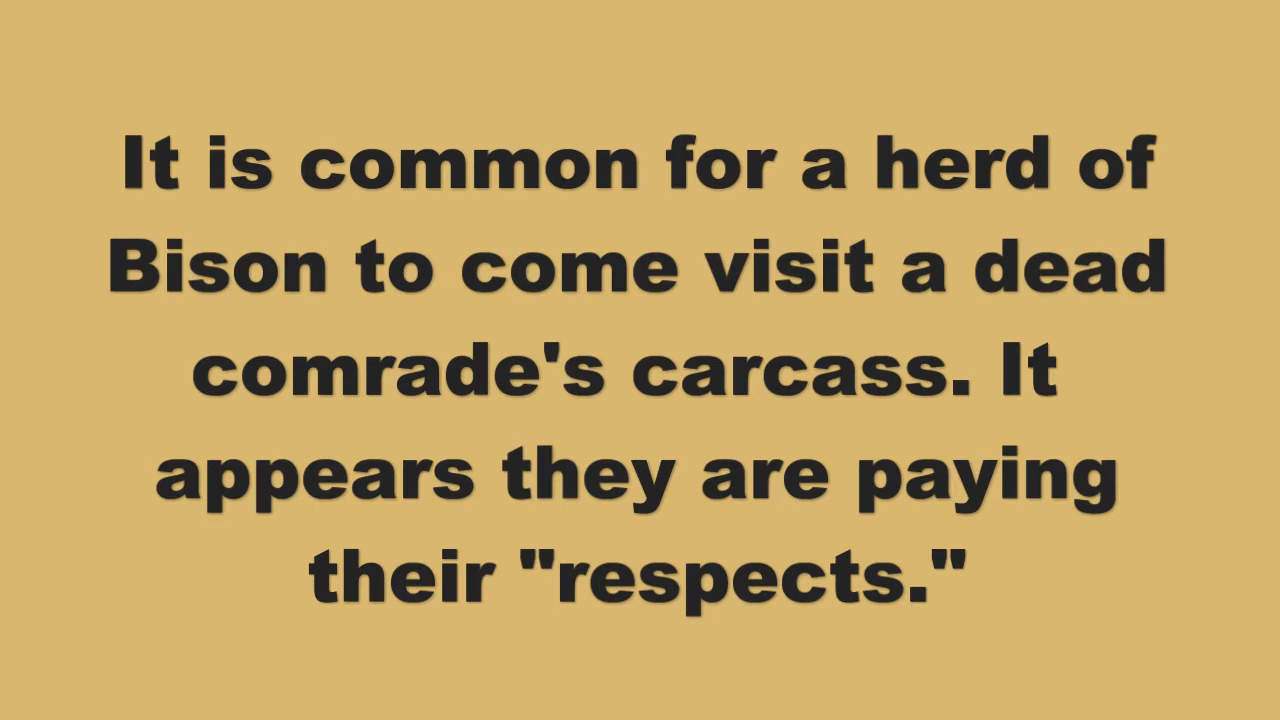 It is common for a herd of
Bison to come visit a dead
comrade's carcass. It
appears they are paying
their "respects."